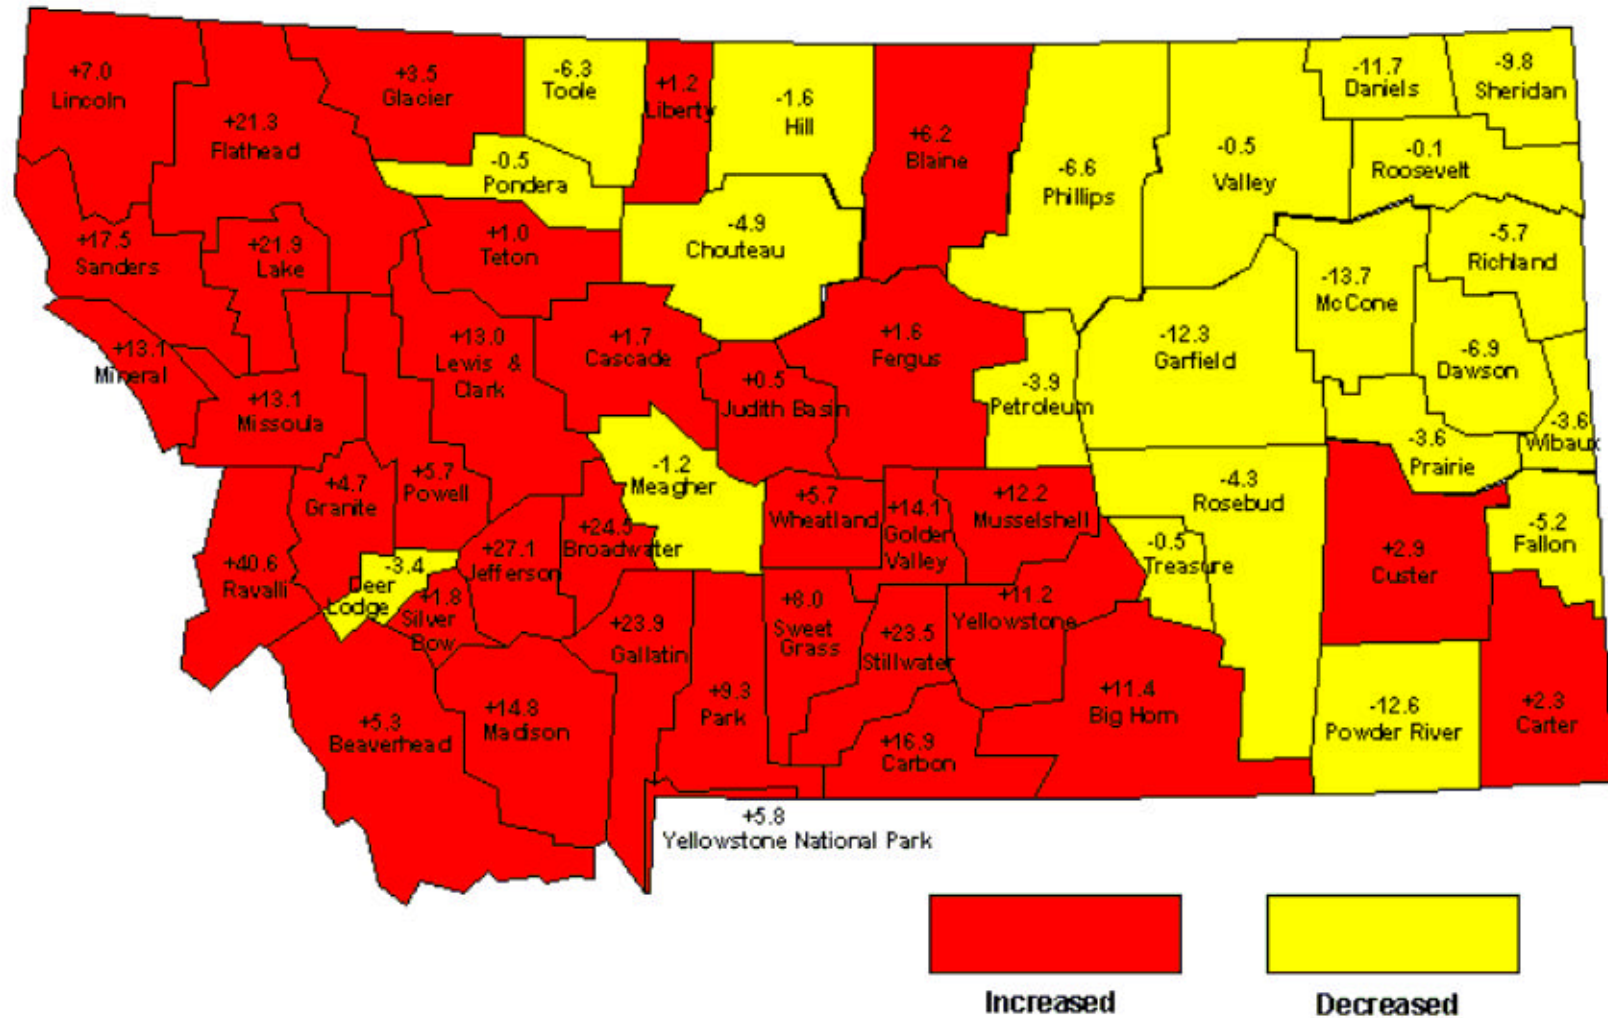 +7.0
Lincoln
+21.3
Flathead
+3.5
Glacier
-6.3
Toole
+1.2
Liberty
-1.6
Hill
+6.2
Blaine
-6.6
Phillips
-0.5
Valley
-11.7
Daniels
-9.8
Sheridan
-0.1
Roosevelt
-0.5
Pondera
+17.5
Sanders
+21.9
Lake
+1.0
Teton
-4.9
Chouteau
-5.7
Richland
-13.7
McCone
+13.1
Mineral
+13.1
Missoula
+13.0
Lewis &
Clark
+1.7
Cascade
+0.5
Judith Basin
+1.6
Fergus
-3.9
Petroleum
-12.3
Garfield
-6.9
Dawson
-3.6
Wibaux
-3.6
Prairie
+4.7
Granite
+5.7
Powell
-1.2
Meagher
+5.7
Wheatland
+14.1
Golden
Valley
+12.2
Musselshell
-4.3
Rosebud
-0.5
Treasure
+2.9
Custer
-5.2
Fallon
+40.6
Ravalli
-3.4
Deer
Lodge
+1.8
Silver
Bow
+27.1
Jefferson
+24.5
Broadwater
+23.9
Gallatin
+8.0
Sweet
Grass
+23.5
Stillwater
+11.2
Yellowstone
+5.3
Beaverhead
+14.8
Madison
+9.3
Park
+16.9
Carbon
+11.4
Big Horn
-12.6
Powder River
+2.3
Carter
+5.8
Yellowstone National Park
Increased
Decreased